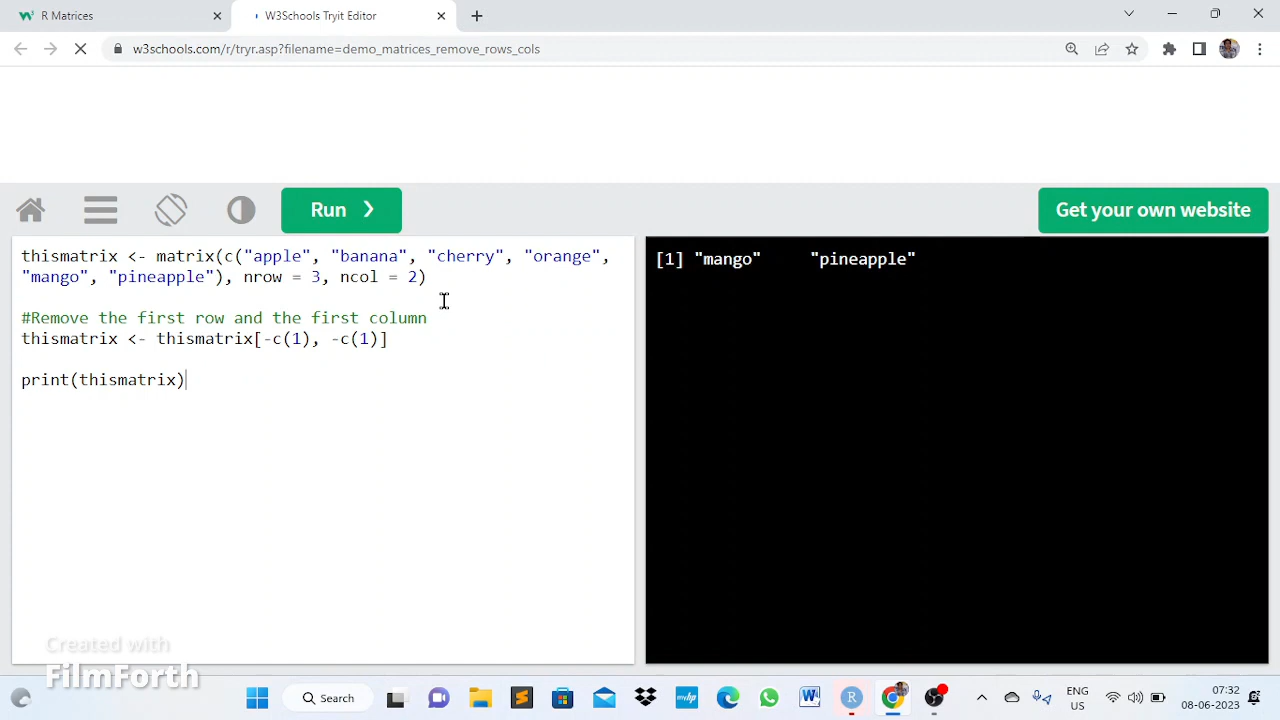 R Matrices
W3Schools Tryit Editor
w3schools.com/r/tryr.asp?filename=demo_matrices_remove_rows_cols
Run
Get your own website
thismatrix <- matrix(c("apple", "banana", "cherry", "orange",
"mango", "pineapple"), nrow = 3, ncol = 2)
#Remove the first row and the first column
thismatrix <- thismatrix[-c(1), -c(1)]
print(thismatrix)
[1] "mango"     "pineapple"
Created with
FilmForth
Search
myhp
W
R
ENG
US
07:32
08-06-2023